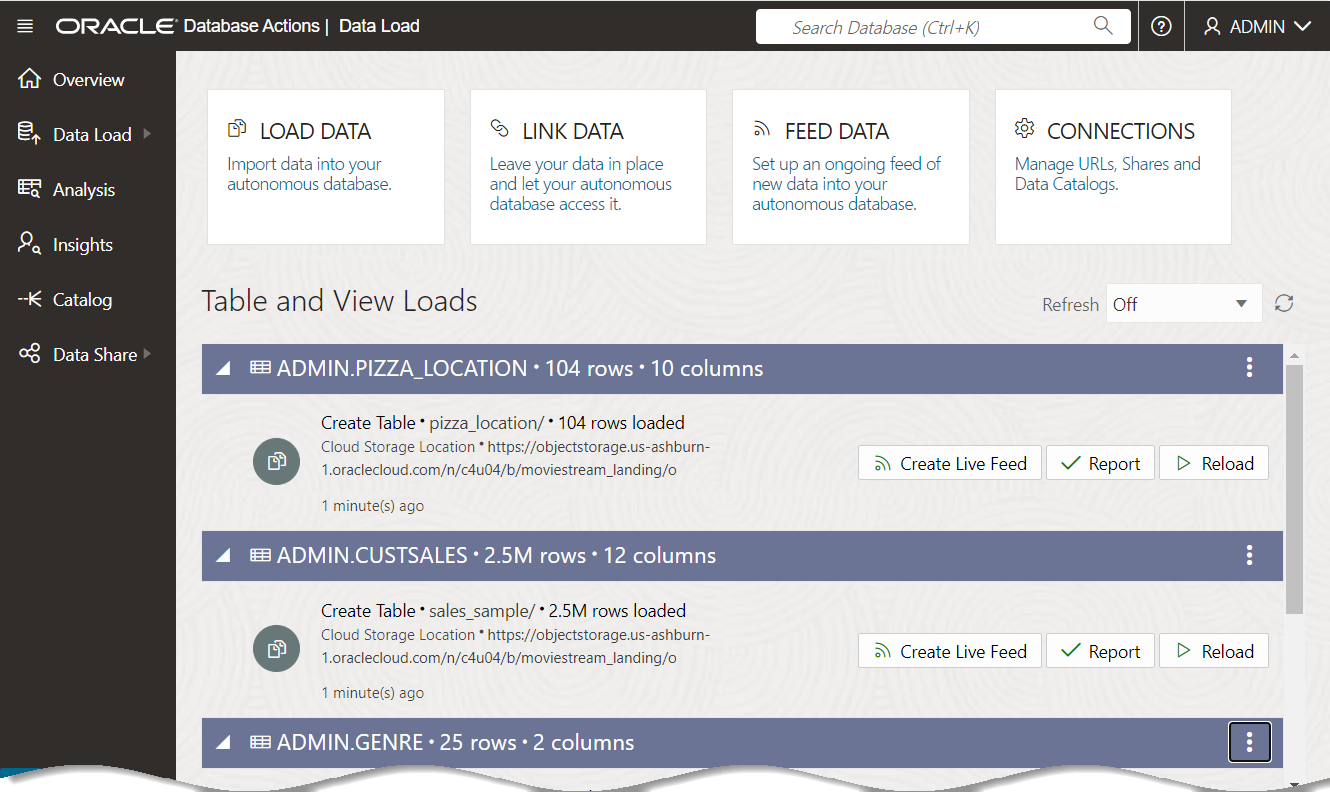 ORACLE® Database Actions | Data Load
Search Database (Ctrl+K)
ADMIN
Overview
Data Load
Analysis
Insights
Catalog
Data Share
LOAD DATA
Import data into your
autonomous database.
LINK DATA
Leave your data in place
and let your autonomous
database access it.
FEED DATA
Set up an ongoing feed of
new data into your
autonomous database.
CONNECTIONS
Manage URLs, Shares and
Data Catalogs.
Table and View Loads
Refresh Off
ADMIN.PIZZA_LOCATION • 104 rows • 10 columns
Create Table • pizza_location/ • 104 rows loaded
Cloud Storage Location • https://objectstorage.us-ashburn-
1.oraclecloud.com/n/c4u04/b/moviestream_landing/o
1 minute(s) ago
Create Live Feed
Report
Reload
ADMIN.CUSTSALES • 2.5M rows • 12 columns
Create Table • sales_sample/ • 2.5M rows loaded
Cloud Storage Location • https://objectstorage.us-ashburn-
1.oraclecloud.com/n/c4u04/b/moviestream_landing/o
1 minute(s) ago
Create Live Feed
Report
Reload
ADMIN.GENRE • 25 rows • 2 columns